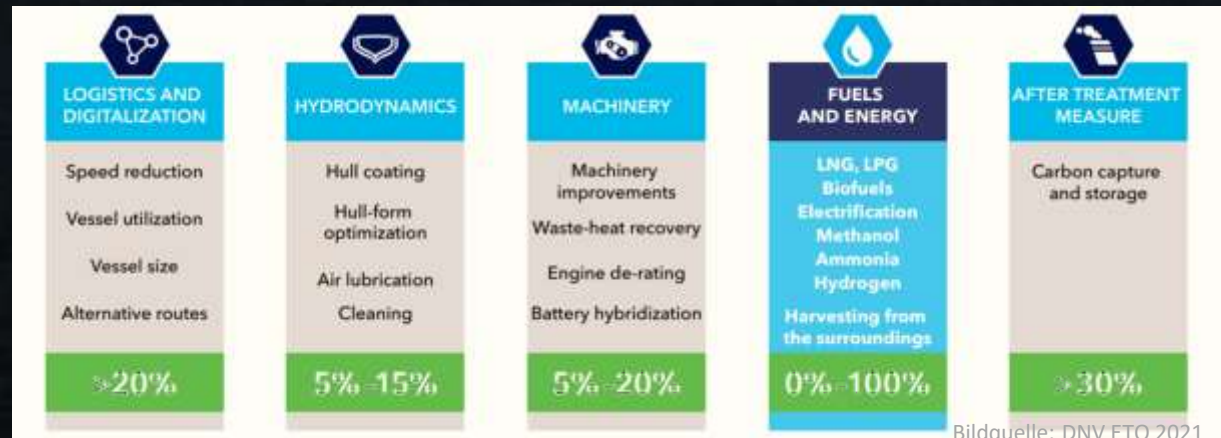 LOGISTICS AND
DIGITALIZATION
Speed reduction
Vessel utilization
Vessel size
Alternative routes
>20%
HYDRODYNAMICS
Hull coating
Hull-form
optimization
Air lubrication
Cleaning
5%-15%
MACHINERY
Machinery
improvements
Waste-heat recovery
Engine de-rating
Battery hybridization
5%-20%
FUELS
AND ENERGY
LNG, LPG
Biofuels
Electrification
Methanol
Ammonia
Hydrogen
Harvesting from
the surroundings
0%-100%
AFTER TREATMENT
MEASURE
Carbon capture
and storage
>30%
Bildquelle: DNV ETO 2021